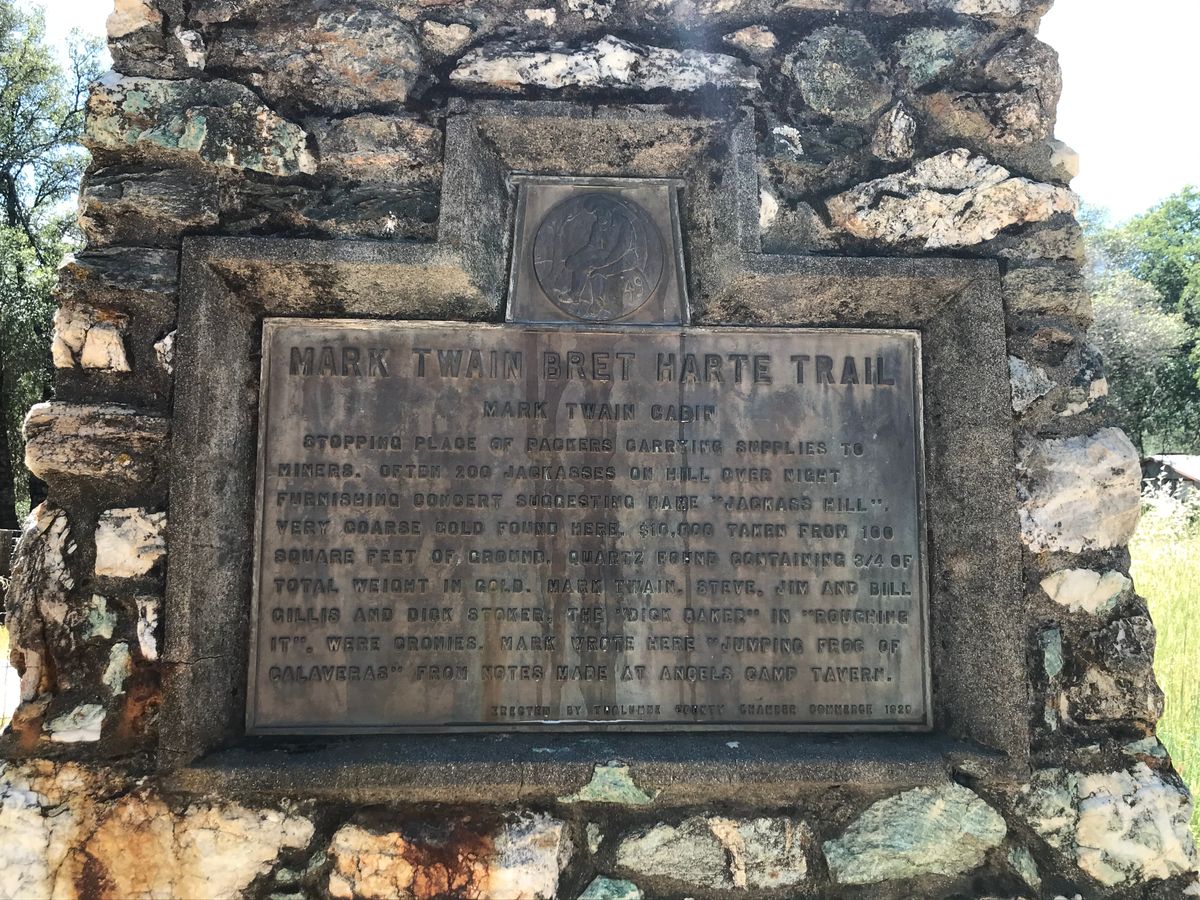 49
MARK TWAIN BRET HARTE TRAIL
MARK TWAIN CABIN
STOPPING PLACE OF PACKERS CARRYING SUPPLIES TO
MINERS. OFTEN 200 JACKASSES ON HILL OVER NIGHT
FURNISHING CONCERT SUGGESTING NAME "JACKASS HILL".
VERY COARSE GOLD FOUND HERE. $10,000 TAKEN FROM 100
SQUARE FEET OF GROUND. QUARTZ FOUND CONTAINING 3/4 OF
TOTAL WEIGHT IN GOLD. MARK TWAIN, STEVE, JIM AND BILL
GILLIS AND DICK STOKER, THE "DICK BAKER" IN "ROUGHING
IT", WERE CRONIES. MARK WROTE HERE "JUMPING FROG OF
CALAVERAS" FROM NOTES MADE AT ANGELS CAMP TAVERN.
ERECTED BY TUOLUMNE COUNTY CHAMBER COMMERCE 1929